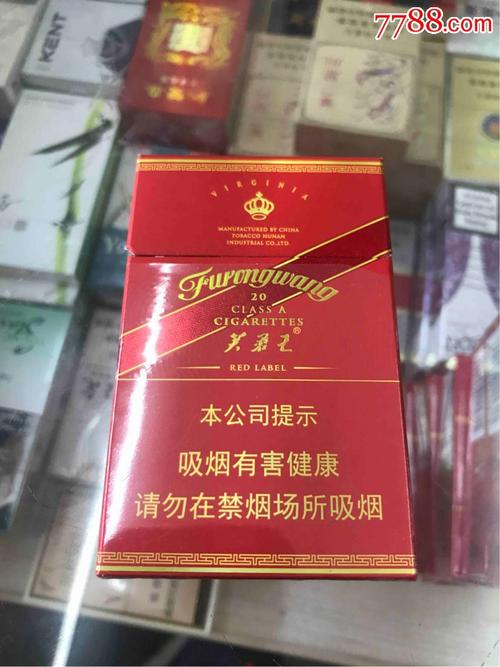 7788.com
KENT
VIRGINIA
MANUFACTURED BY CHINA
TOBACCO HUNAN
INDUSTRIAL CO.,LTD.
Furongwang
20
CLASS A
CIGARETTES
芙蓉王®
RED LABEL
本公司提示
吸烟有害健康
请勿在禁烟场所吸烟